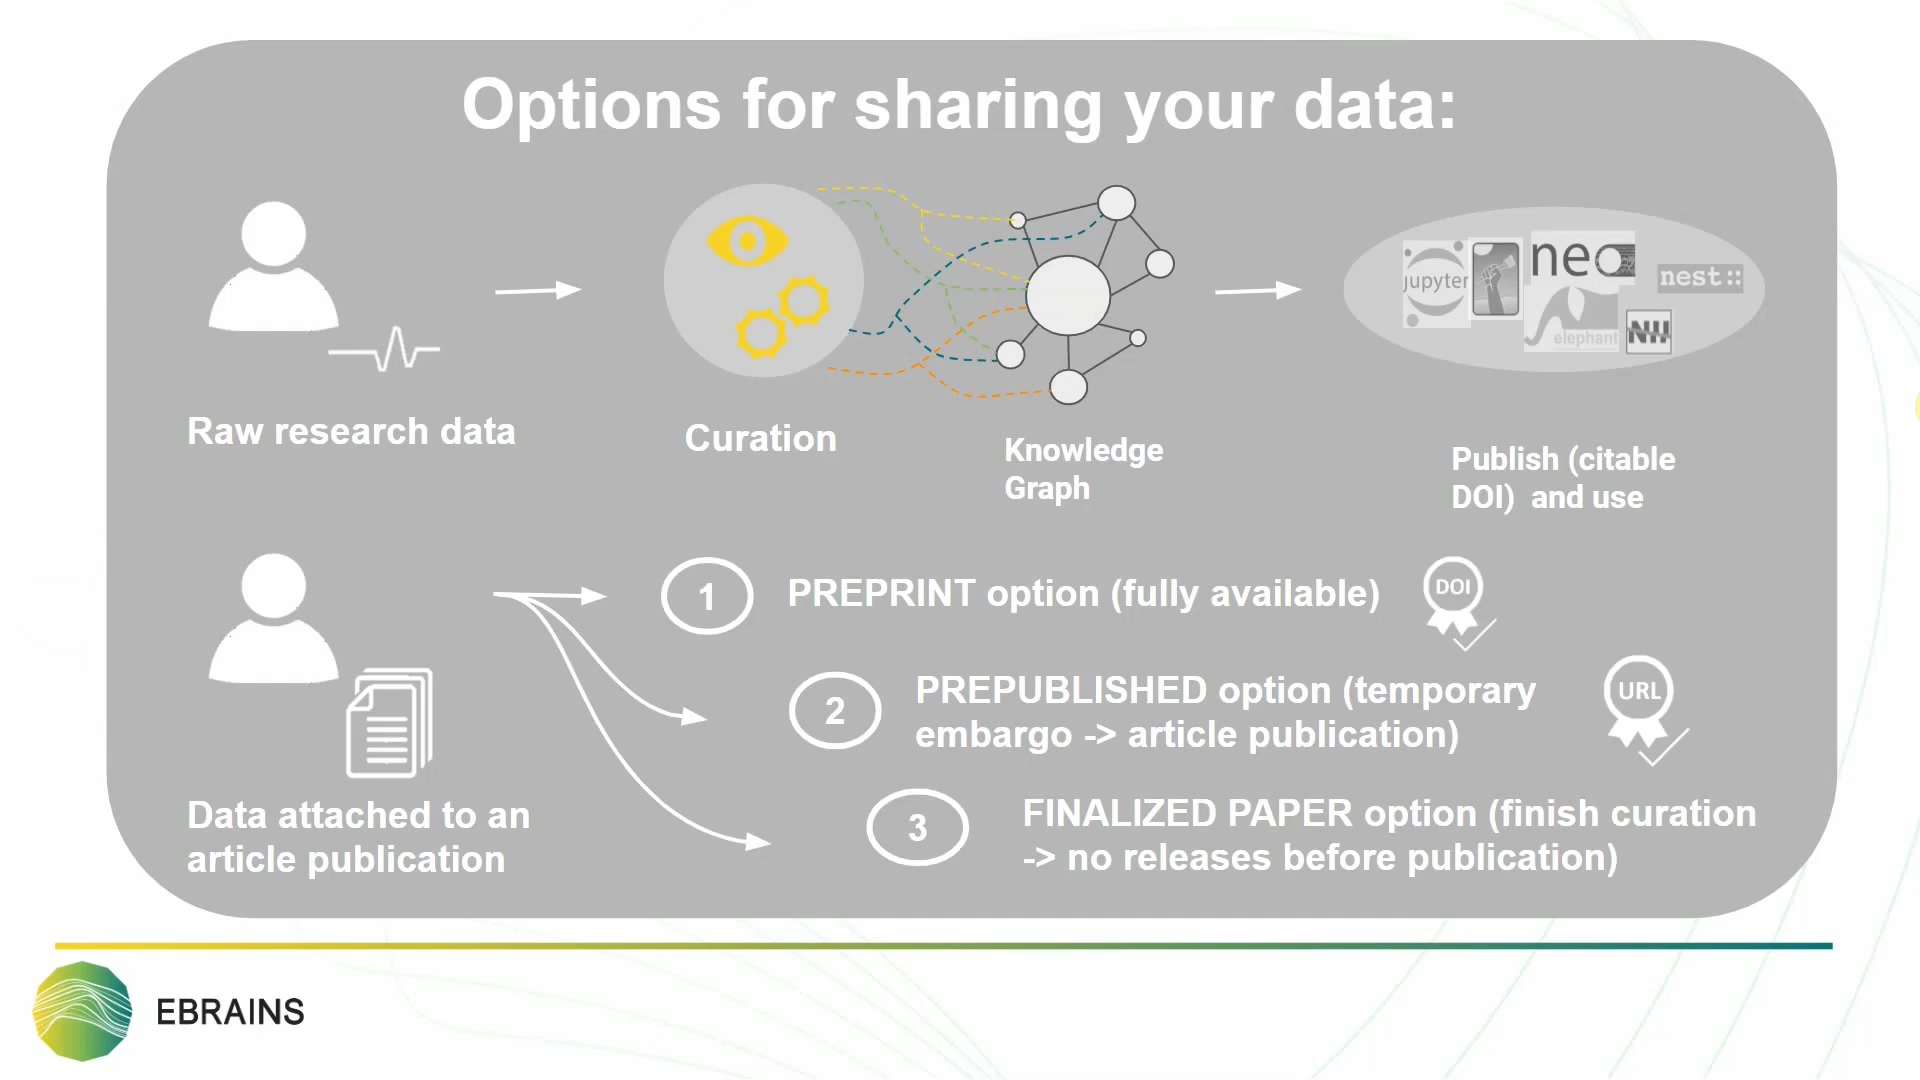 Options for sharing your data:
jupyter
neo
nest::
elephant
NH
Raw research data
Curation
Knowledge
Graph
Publish (citable
DOI)  and use
1
PREPRINT option (fully available)
DOI
2
PREPUBLISHED option (temporary
embargo -> article publication)
URL
3
FINALIZED PAPER option (finish curation
-> no releases before publication)
Data attached to an
article publication
EBRAINS